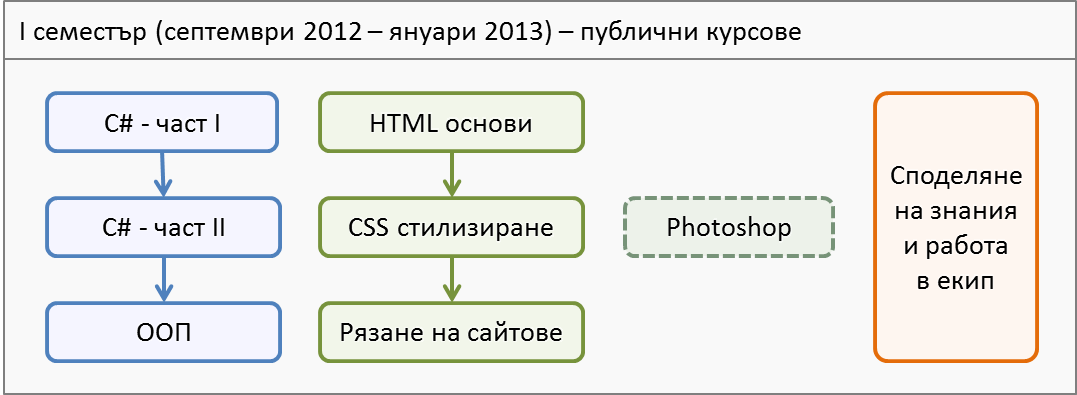 I семестър (септември 2012 – януари 2013) – публични курсове
C# - част I
HTML основи
C# - част II
CSS стилизиране
Photoshop
ООП
Рязане на сайтове
Споделяне
на знания
и работа
в екип